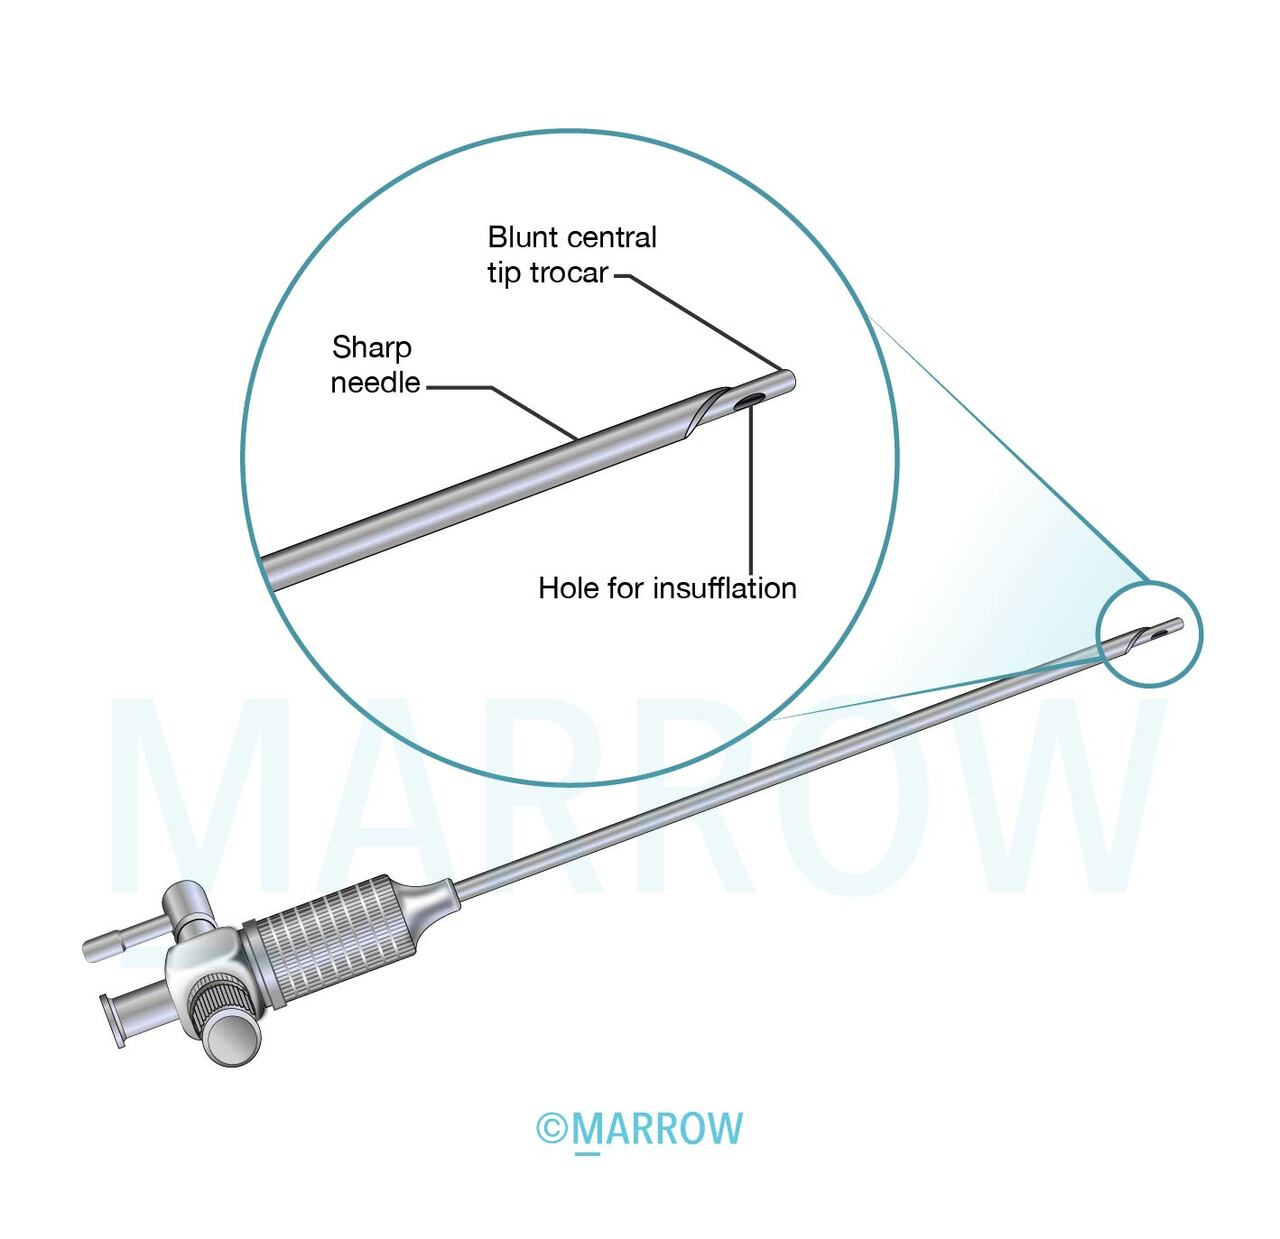 Blunt central
tip trocar
Sharp
needle
Hole for insufflation
MARROW
©MARROW